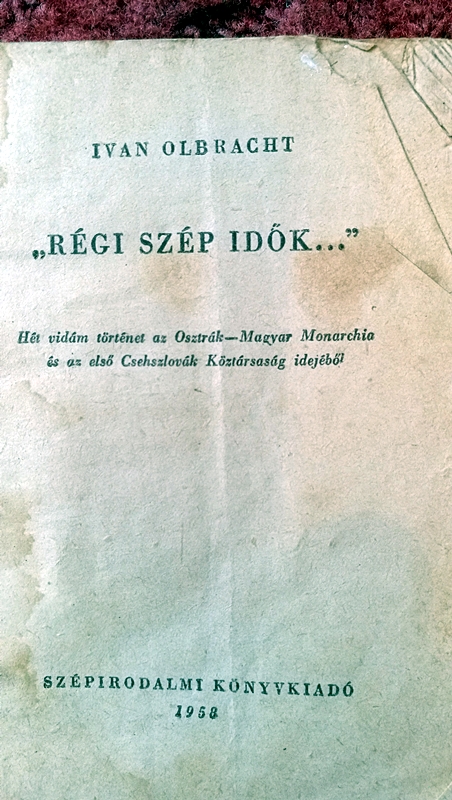 IVAN OLBRACHT
„RÉGI SZÉP IDŐK..."
Hét vidám történet az Osztrák—Magyar Monarchia
és az első Csehszlovák Köztársaság idejéből
SZÉPIRODALMI KÖNYVKIADÓ
1958